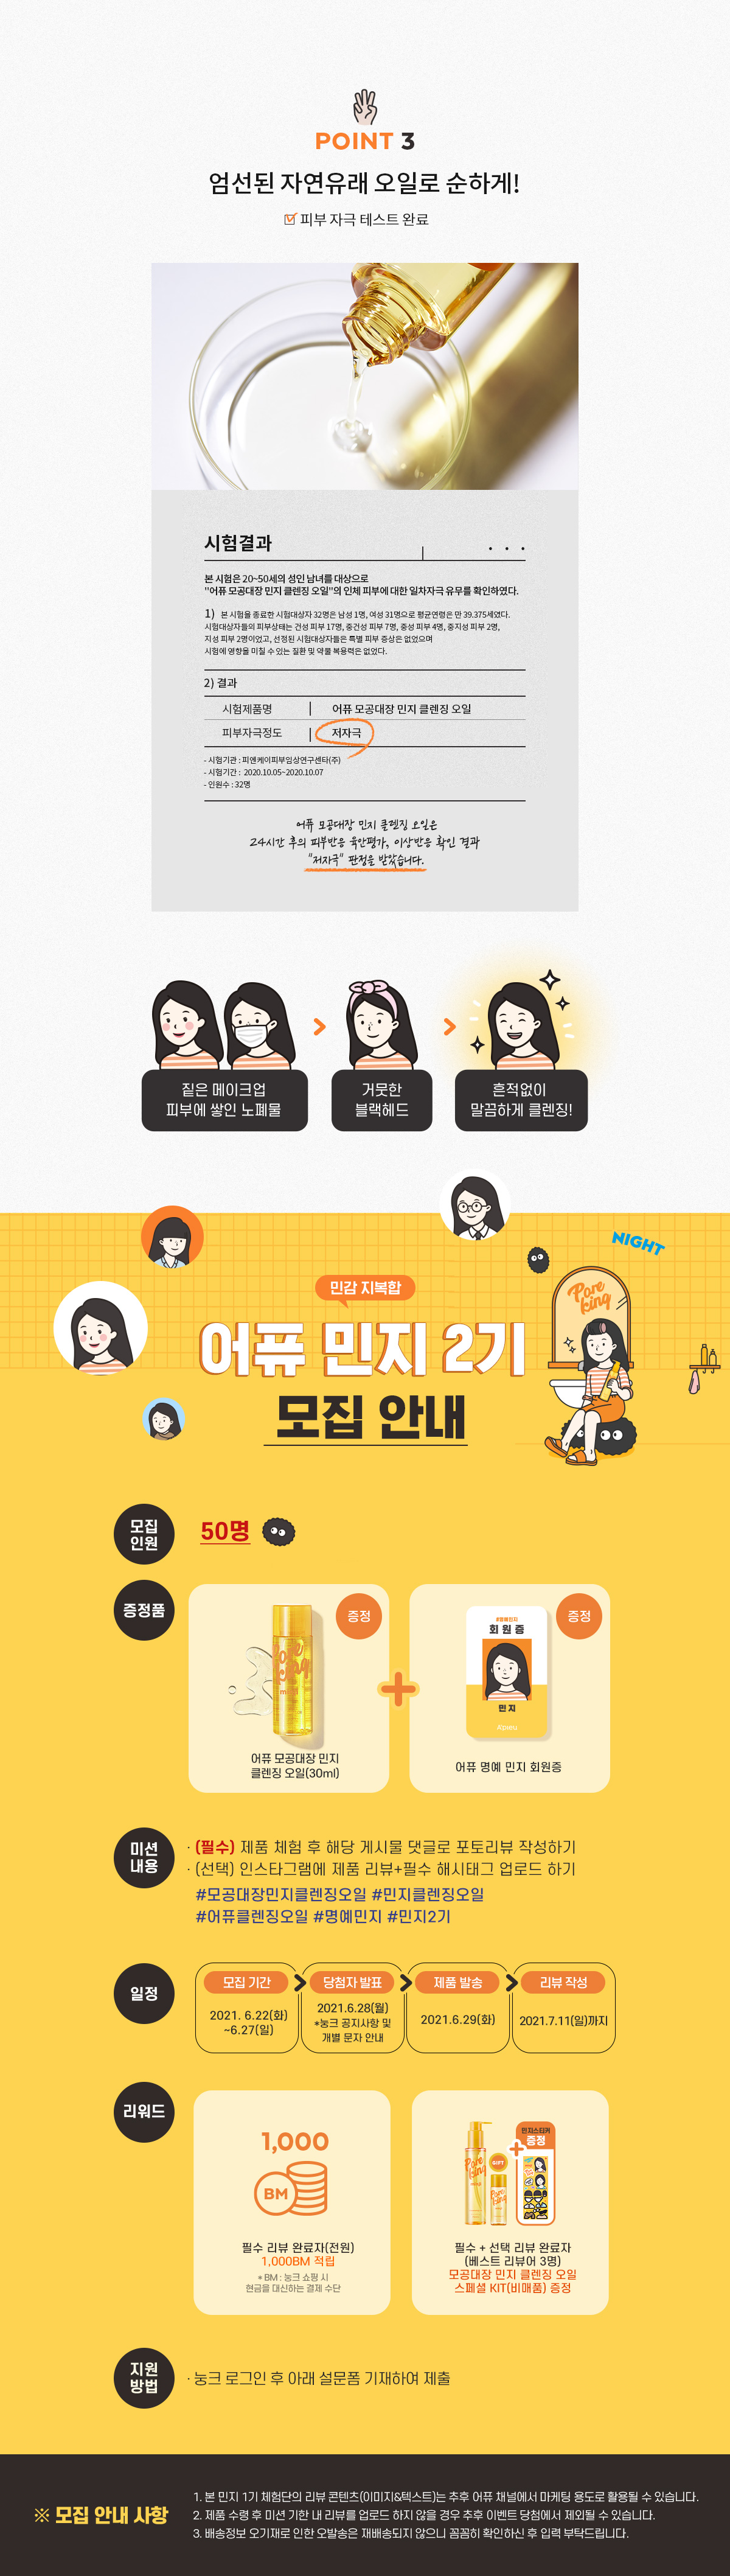 POINT 3
엄선된 자연유래 오일로 순하게!
피부 자극 테스트 완료
시험결과
본 시험은 20~50세의 성인 남녀를 대상으로
"어퓨 모공대장 민지 클렌징 오일"의 인체 피부에 대한 일차자극 유무를 확인하였다.
1) 본 시험을 종료한 시험대상자 32명은 남성 1명, 여성 31명으로 평균연령은 만 39.375세였다.
시험대상자들의 피부상태는 건성 피부 17명, 중건성 피부 7명, 중성 피부 4명, 중지성 피부 2명,
지성 피부 2명이었고, 선정된 시험대상자들은 특별 피부 증상은 없었으며
시험에 영향을 미칠 수 있는 질환 및 약물 복용력은 없었다.
2) 결과
시험제품명 | 어퓨 모공대장 민지 클렌징 오일
피부자극정도 | 저자극
- 시험기관 : 피엔케이피부임상연구센타(주)
- 시험기간 : 2020.10.05~2020.10.07
- 인원수 : 32명
어퓨 모공대장 민지 클렌징 오일은
24시간 후의 피부반응 육안평가, 이상반응 확인 결과
"저자극" 판정을 받았습니다.
짙은 메이크업
피부에 쌓인 노폐물
거뭇한
블랙헤드
흔적없이
말끔하게 클렌징!
NIGHT
Pore king
민감 지복합
어퓨 민지 2기
모집 안내
모집
인원
50명
증정품
증정
Pore king
어퓨 모공대장 민지
클렌징 오일(30ml)
증정
#명예민지
회원증
민지
A'pieu
어퓨 명예 민지 회원증
미션
내용
· (필수) 제품 체험 후 해당 게시물 댓글로 포토리뷰 작성하기
· (선택) 인스타그램에 제품 리뷰+필수 해시태그 업로드 하기
#모공대장민지클렌징오일 #민지클렌징오일
#어퓨클렌징오일 #명예민지 #민지2기
일정
모집 기간
2021. 6.22(화)
~6.27(일)
당첨자 발표
2021.6.28(월)
*눙크 공지사항 및
개별 문자 안내
제품 발송
2021.6.29(화)
리뷰 작성
2021.7.11(일)까지
리워드
1,000
BM
필수 리뷰 완료자(전원)
1,000BM 적립
* BM : 눙크 쇼핑 시
현금을 대신하는 결제 수단
Pore king
GIFT
Pore king
민지스티커
증정
필수 + 선택 리뷰 완료자
(베스트 리뷰어 3명)
모공대장 민지 클렌징 오일
스페셜 KIT(비매품) 증정
지원
방법
· 눙크 로그인 후 아래 설문폼 기재하여 제출
※ 모집 안내 사항
1. 본 민지 1기 체험단의 리뷰 콘텐츠(이미지&텍스트)는 추후 어퓨 채널에서 마케팅 용도로 활용될 수 있습니다.
2. 제품 수령 후 미션 기한 내 리뷰를 업로드 하지 않을 경우 추후 이벤트 당첨에서 제외될 수 있습니다.
3. 배송정보 오기재로 인한 오발송은 재배송되지 않으니 꼼꼼히 확인하신 후 입력 부탁드립니다.